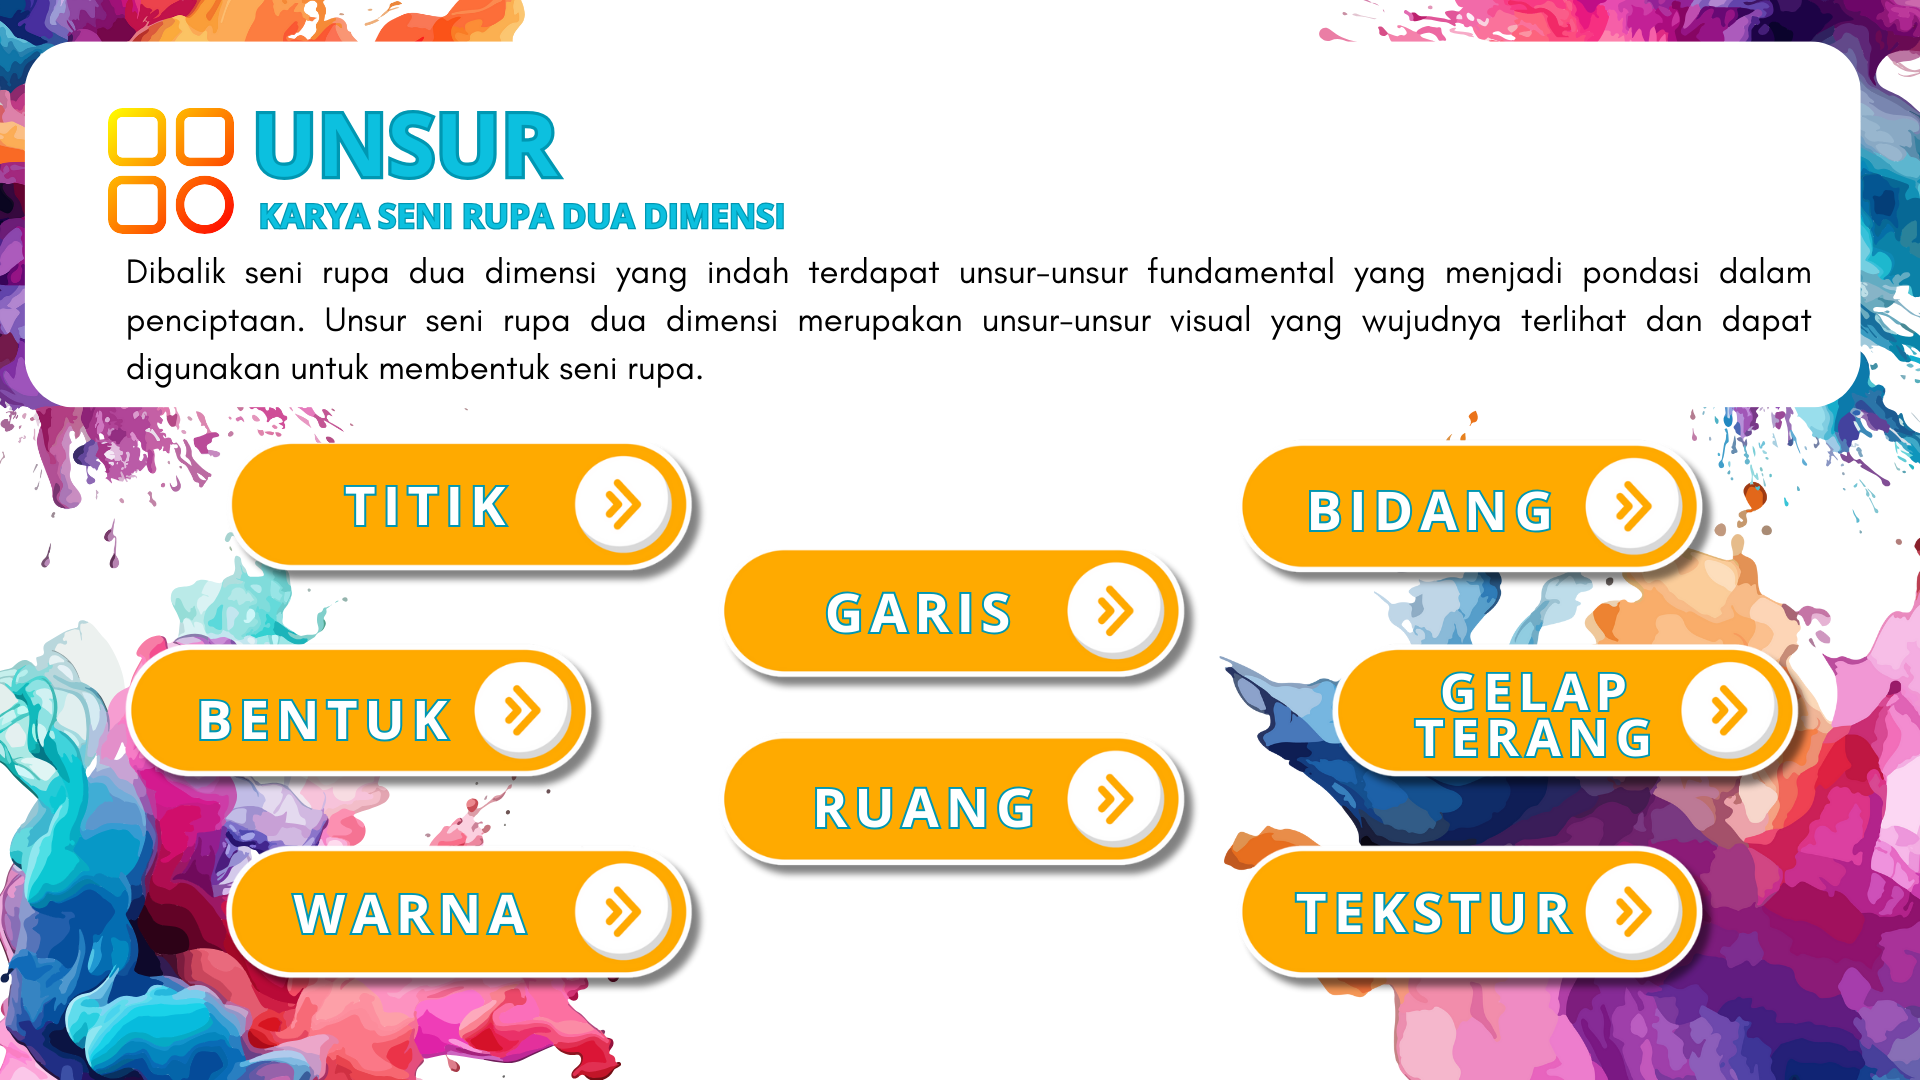 UNSUR
KARYA SENI RUPA DUA DIMENSI
Dibalik seni rupa dua dimensi yang indah terdapat unsur-unsur fundamental yang menjadi pondasi dalam
penciptaan. Unsur seni rupa dua dimensi merupakan unsur-unsur visual yang wujudnya terlihat dan dapat
digunakan untuk membentuk seni rupa.
TITIK
BIDANG
GARIS
BENTUK
GELAP
TERANG
RUANG
WARNA
TEKSTUR